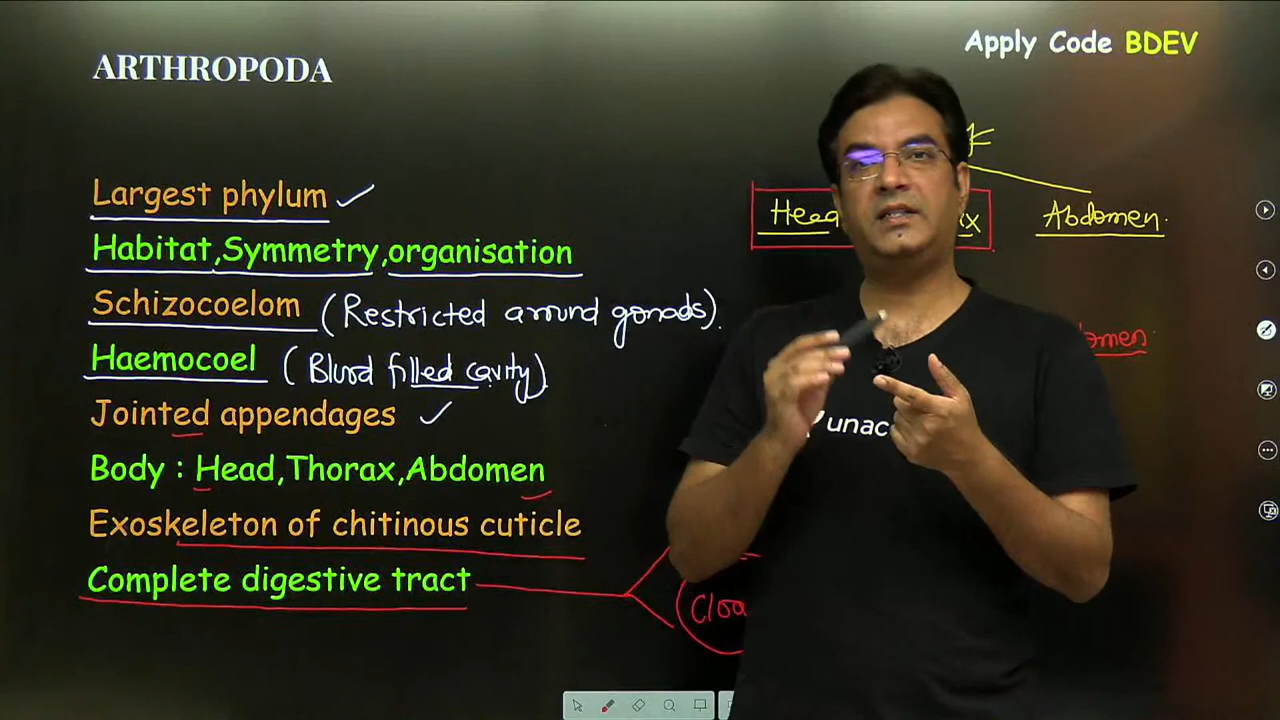 Apply Code BDEV
ARTHROPODA
Largest phylum
Abdomen.
Habitat,Symmetry,organisation
Schizocoelom (Restricted around gonads).
Haemocoel (Blood filled cavity).
Jointed appendages
unac
Body : Head,Thorax,Abdomen
Exoskeleton of chitinous cuticle
Complete digestive tract